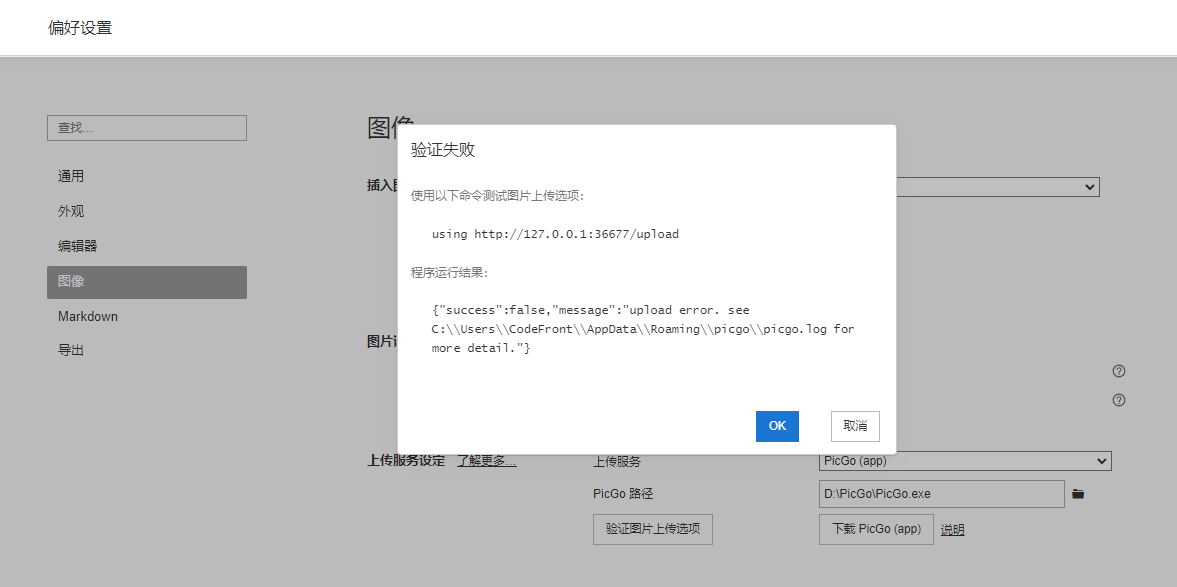 偏好设置
查找...
通用
外观
编辑器
图像
Markdown
导出
图像
插入
验证失败
使用以下命令测试图片上传选项:
using http://127.0.0.1:36677/upload
程序运行结果:
{"success":false,"message":"upload error. see
C:\\Users\\CodeFront\\AppData\\Roaming\\picgo\\picgo.log for
more detail."}
OK
取消
图片
上传服务设定 了解更多...
上传服务
PicGo (app)
PicGo 路径
D:\PicGo\PicGo.exe
验证图片上传选项
下载 PicGo (app)
说明